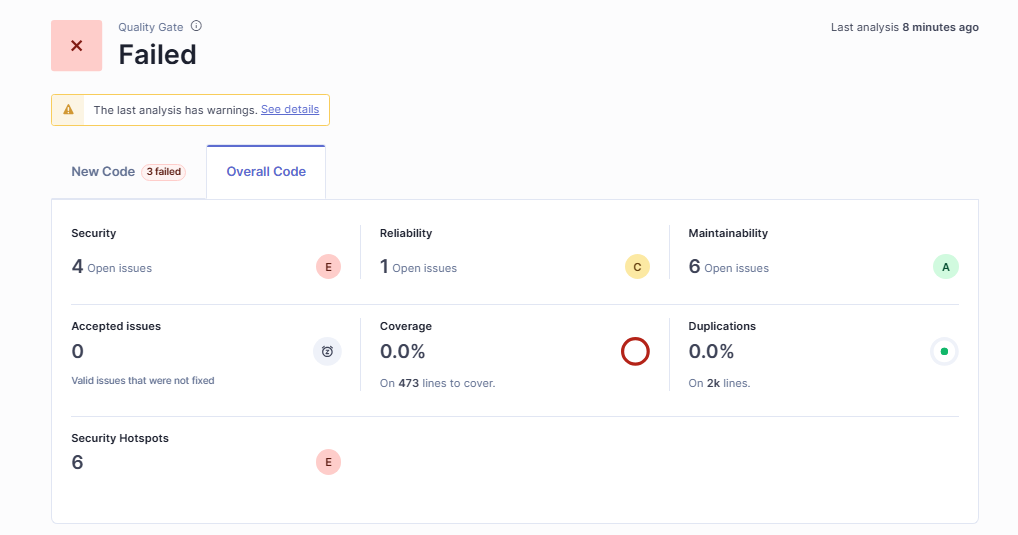 Quality Gate
Last analysis 8 minutes ago
Failed
The last analysis has warnings. See details
New Code 3 failed
Overall Code
Security
Reliability
Maintainability
4 Open issues E
1 Open issues C
6 Open issues A
Accepted issues
Coverage
Duplications
0
0.0%
0.0%
Valid issues that were not fixed
On 473 lines to cover.
On 2k lines.
Security Hotspots
6 E